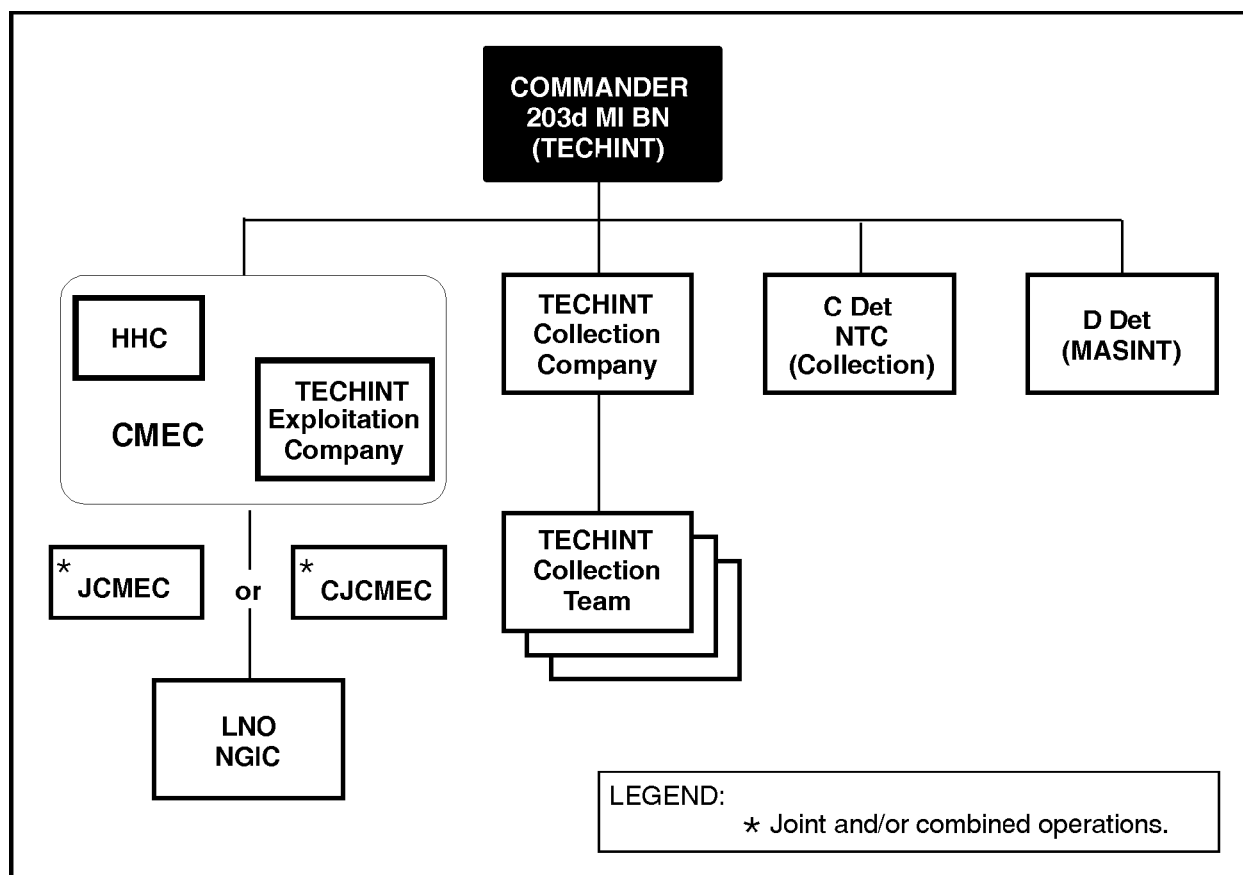 COMMANDER
203d MI BN
(TECHINT)
HHC
CMEC
TECHINT
Exploitation
Company
TECHINT
Collection
Company
C Det
NTC
(Collection)
D Det
(MASINT)
* JCMEC
or
* CJCMEC
TECHINT
Collection
Team
LNO
NGIC
LEGEND:
* Joint and/or combined operations.